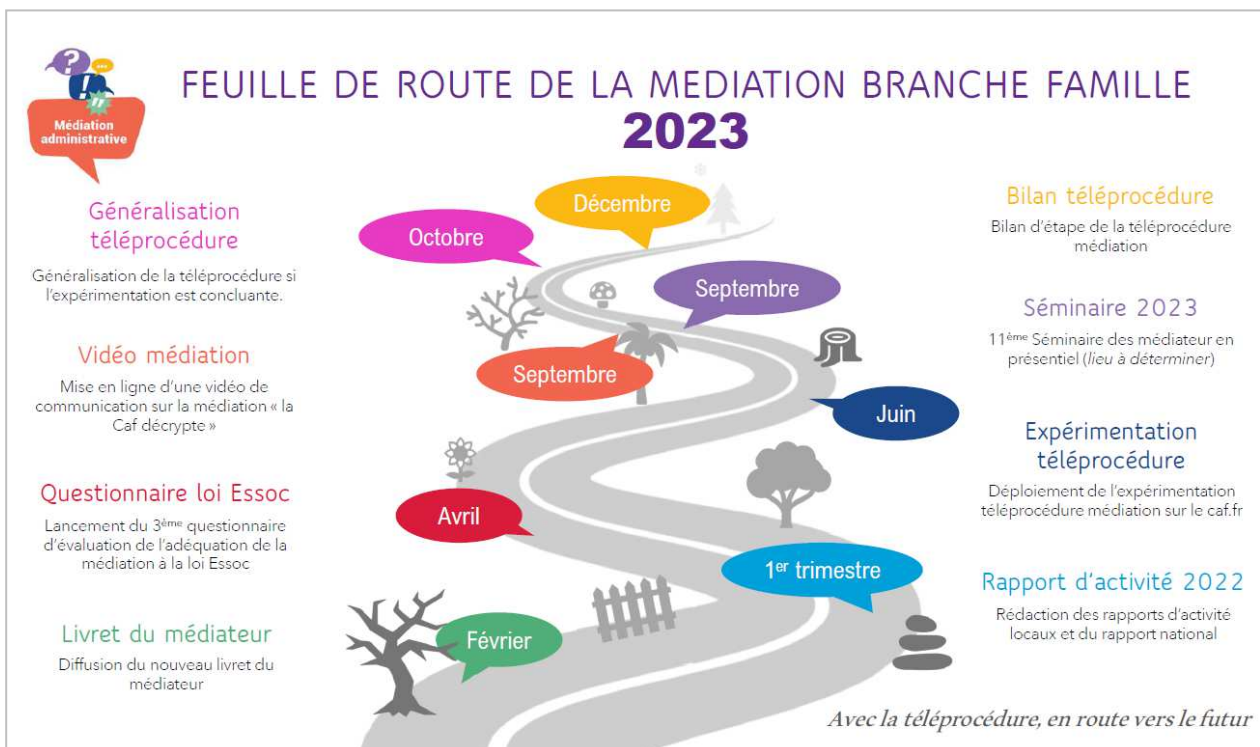 FEUILLE DE ROUTE DE LA MEDIATION BRANCHE FAMILLE
2023
?
...
!
"
Médiation
administrative
Généralisation
téléprocédure
Généralisation de la téléprocédure si
l'expérimentation est concluante.
Vidéo médiation
Mise en ligne d'une vidéo de
communication sur la médiation « la
Caf décrypte »
Questionnaire loi Essoc
Lancement du 3ème questionnaire
d'évaluation de l'adéquation de la
médiation à la loi Essoc
Livret du médiateur
Diffusion du nouveau livret du
médiateur
Décembre
Octobre
Septembre
Septembre
Juin
Avril
1er trimestre
Février
Bilan téléprocédure
Bilan d'étape de la téléprocédure
médiation
Séminaire 2023
11ème Séminaire des médiateur en
présentiel (lieu à déterminer)
Expérimentation
téléprocédure
Déploiement de l'expérimentation
téléprocédure médiation sur le caf.fr
Rapport d'activité 2022
Rédaction des rapports d'activité
locaux et du rapport national
Avec la téléprocédure, en route vers le futur